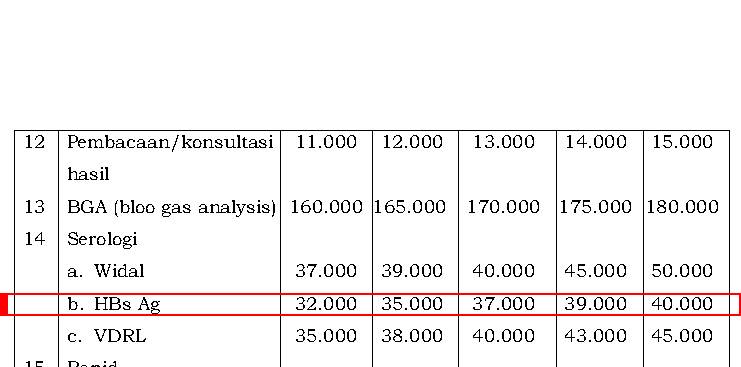 12 Pembacaan/konsultasi 11.000 12.000 13.000 14.000 15.000
hasil
13 BGA (bloo gas analysis) 160.000 165.000 170.000 175.000 180.000
14 Serologi
a. Widal 37.000 39.000 40.000 45.000 50.000
b. HBs Ag 32.000 35.000 37.000 39.000 40.000
c. VDRL 35.000 38.000 40.000 43.000 45.000
15 Rapid